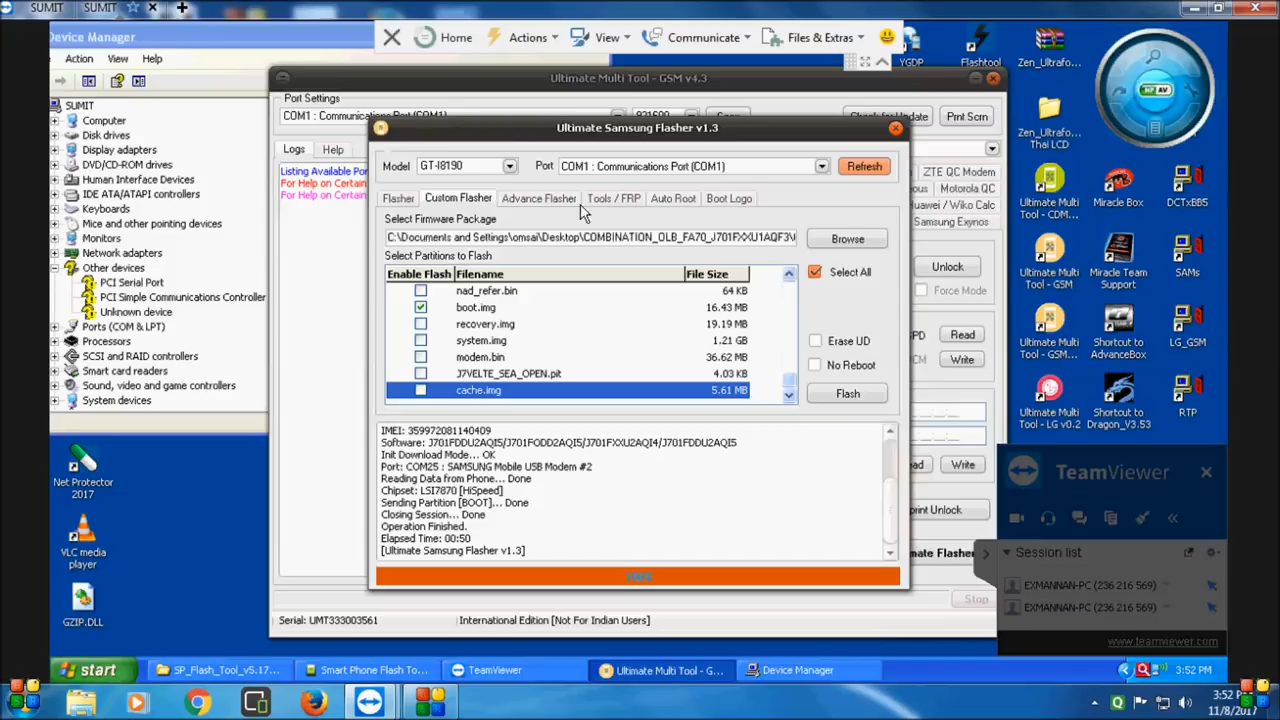 SUMIT
SUMIT
Device Manager
Home
Actions
View
Communicate
Files & Extras
YGDP
Flashtool
Zen_Ultrafo...
Action
View
Help
Ultimate Multi Tool - GSM v4.3
Port Settings
COM1 : Communications Port (COM1)
921600
Scan
Check for Update
Print Scrn
Logs
Help
Listing Available Por
For Help on Certain
For Help on Certain
SUMIT
Computer
Disk drives
Display adapters
DVD/CD-ROM drives
Human Interface Devices
IDE ATA/ATAPI controllers
Keyboards
Mice and other pointing devices
Monitors
Network adapters
Other devices
PCI Serial Port
PCI Simple Communications Controller
Unknown device
Ports (COM & LPT)
Processors
SCSI and RAID controllers
Smart card readers
Sound, video and game controllers
System devices
Ultimate Samsung Flasher v1.3
Model
GT-I8190
Port
COM1 : Communications Port (COM1)
Refresh
Flasher
Custom Flasher
Advance Flasher
Tools / FRP
Auto Root
Boot Logo
Select Firmware Package
C:\Documents and Settings\omsai\Desktop\COMBINATION_OLB_FA70_J701FXXU1AQF3\
Browse
Select Partitions to Flash
Enable Flash
Filename
File Size
Select All
nad_refer.bin
64 KB
boot.img
16.43 MB
recovery.img
19.19 MB
system.img
1.21 GB
Erase UD
modem.bin
36.62 MB
No Reboot
J7VELTE_SEA_OPEN.pit
4.03 KB
cache.img
5.61 MB
Flash
IMEI: 359972081140409
Software: J701FDDU2AQI5/J701FODD2AQI5/J701FXXU2AQI4/J701FDDU2AQI5
Init Download Mode... OK
Port: COM25 : SAMSUNG Mobile USB Modem #2
Reading Data from Phone... Done
Chipset: LSI7870 [HiSpeed]
Sending Partition [BOOT]... Done
Closing Session... Done
Operation Finished.
Elapsed Time: 00:50
[Ultimate Samsung Flasher v1.3]
100%
ZTE QC Modem
Motorola QC
Huawei / Wiko Calc
Samsung Exynos
Unlock
Force Mode
Read
Write
Write
Stop
Serial: UMT333003561
International Edition [Not For Indian Users]
MP AV
Zen_Ultrafo...
Thai LCD
Ultimate
Multi Tool - CDM...
Miracle Box
DCTxBB5
Ultimate
Multi Tool - GSM...
Miracle Team
Support
SAMs
Ultimate
Multi Tool - GSM...
Shortcut to
AdvanceBox
LG_GSM
Ultimate
Multi - LG v0.2
Shortcut to
Dragon_V3.53
RTP
Net Protector
2017
VLC media
player
GZIP.DLL
TeamViewer
Session list
EXMANNAN-PC (236 216 569)
EXMANNAN-PC (236 216 569)
www.teamviewer.com
start
SP_Flash_Tool_v5.17...
Smart Phone Flash To...
TeamViewer
Ultimate Multi Tool - G...
Device Manager
3:52 PM
3:52 PM
11/8/2017